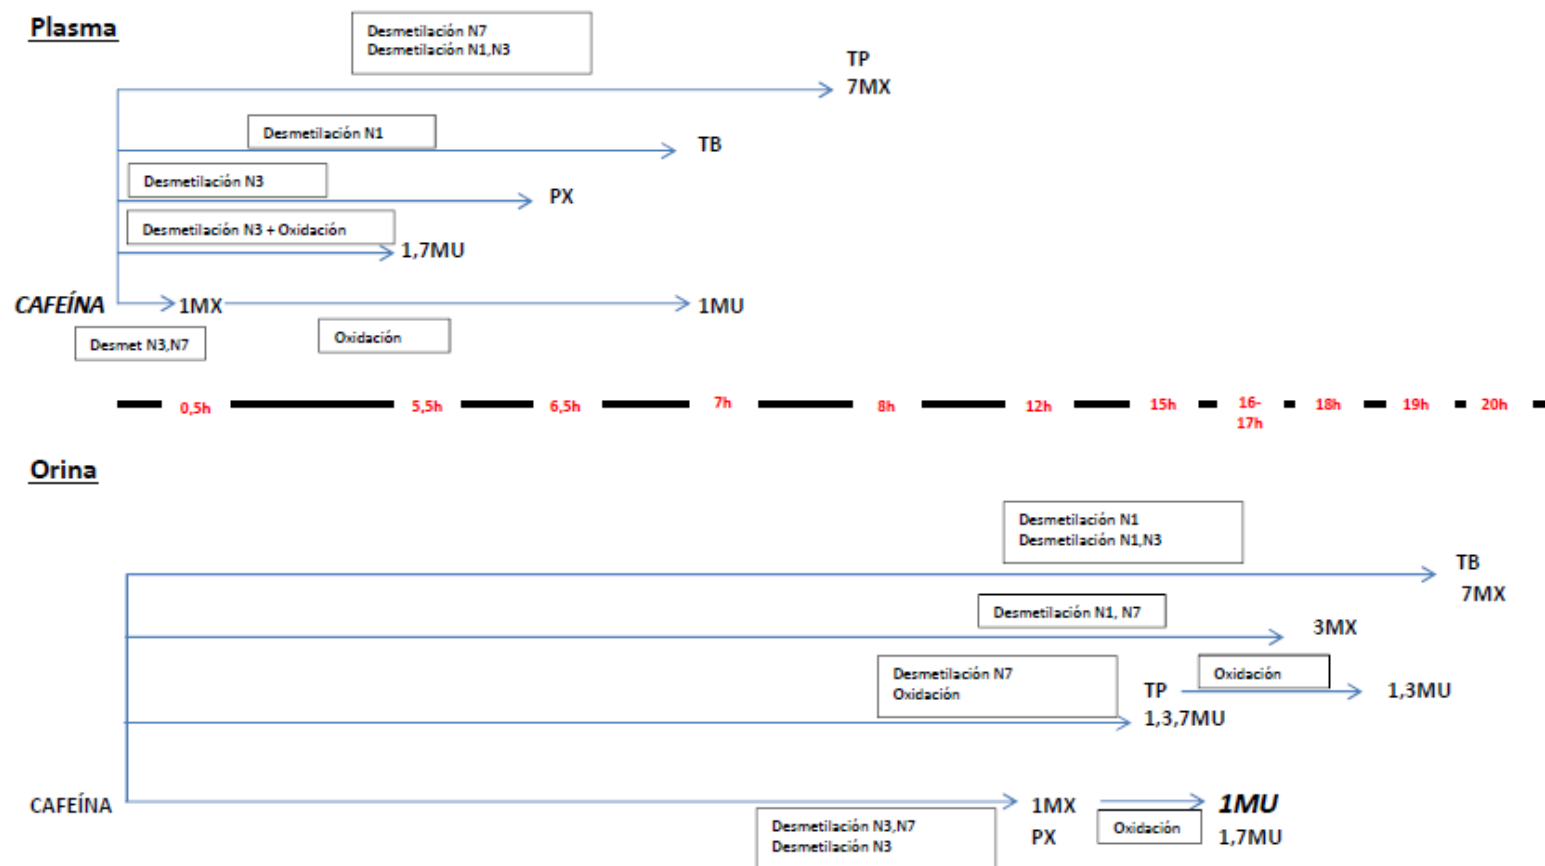 Plasma
Desmetilación N7
Desmetilación N1,N3
TP
7MX
Desmetilación N1
TB
Desmetilación N3
PX
Desmetilación N3 + Oxidación
1,7MU
CAFEÍNA
1MX
1MU
Desmet N3,N7
Oxidación
0,5h
5,5h
6,5h
7h
8h
12h
15h
16-
17h
18h
19h
20h
Orina
Desmetilación N1
Desmetilación N1,N3
TB
7MX
Desmetilación N1, N7
3MX
Desmetilación N7
Oxidación
TP
1,3,7MU
Oxidación
1,3MU
CAFEÍNA
Desmetilación N3,N7
Desmetilación N3
1MX
PX
Oxidación
1MU
1,7MU